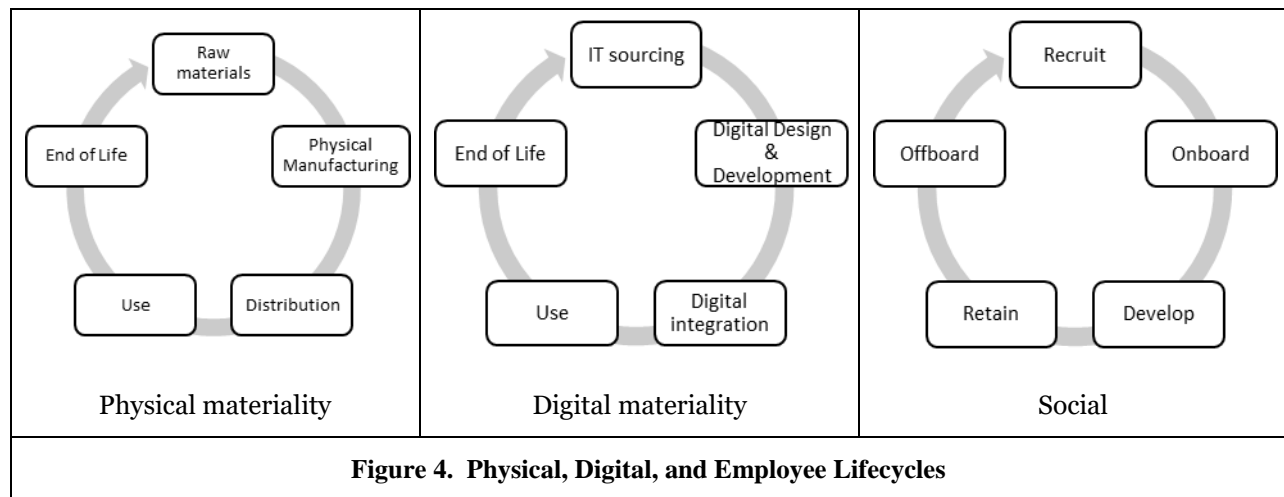 Raw
materials
Physical
Manufacturing
Distribution
Use
End of Life
Physical materiality
IT sourcing
Digital Design
&
Development
Digital
integration
Use
End of Life
Digital materiality
Recruit
Onboard
Develop
Retain
Offboard
Social
Figure 4. Physical, Digital, and Employee Lifecycles